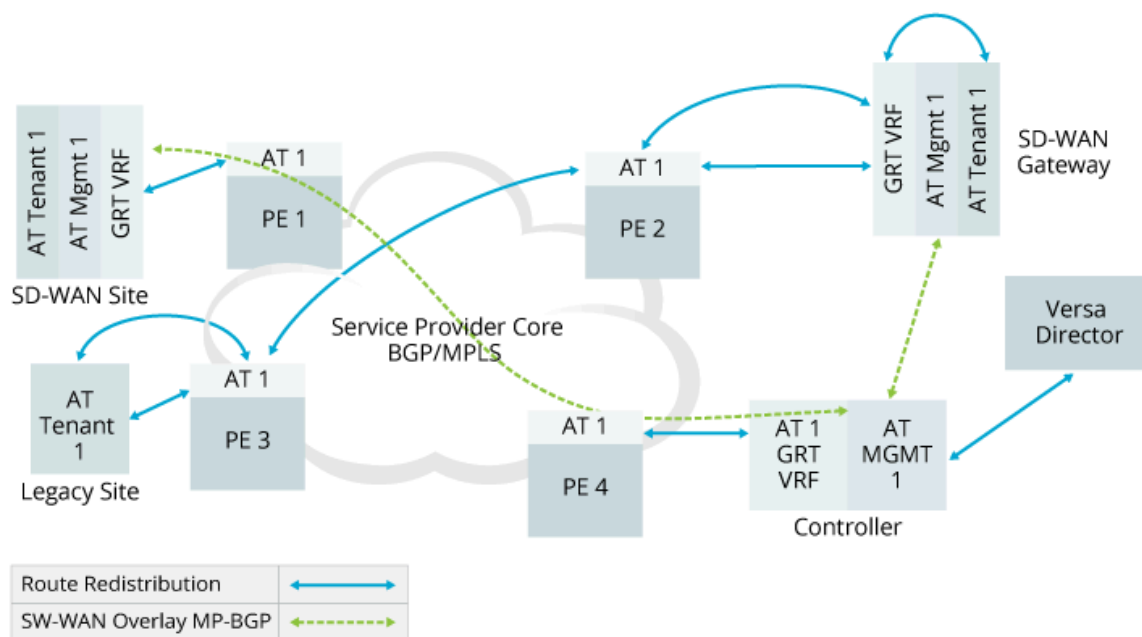 AT Tenant 1
AT Mgmt 1
GRT VRF
SD-WAN Site
AT 1
PE 1
AT 1
PE 2
GRT VRF
AT Mgmt 1
AT Tenant 1
SD-WAN
Gateway
Versa
Director
Service Provider Core
BGP/MPLS
AT
Tenant
1
Legacy Site
AT 1
PE 3
AT 1
PE 4
AT 1
GRT
VRF
AT
MGMT
1
Controller
Route Redistribution
SW-WAN Overlay MP-BGP